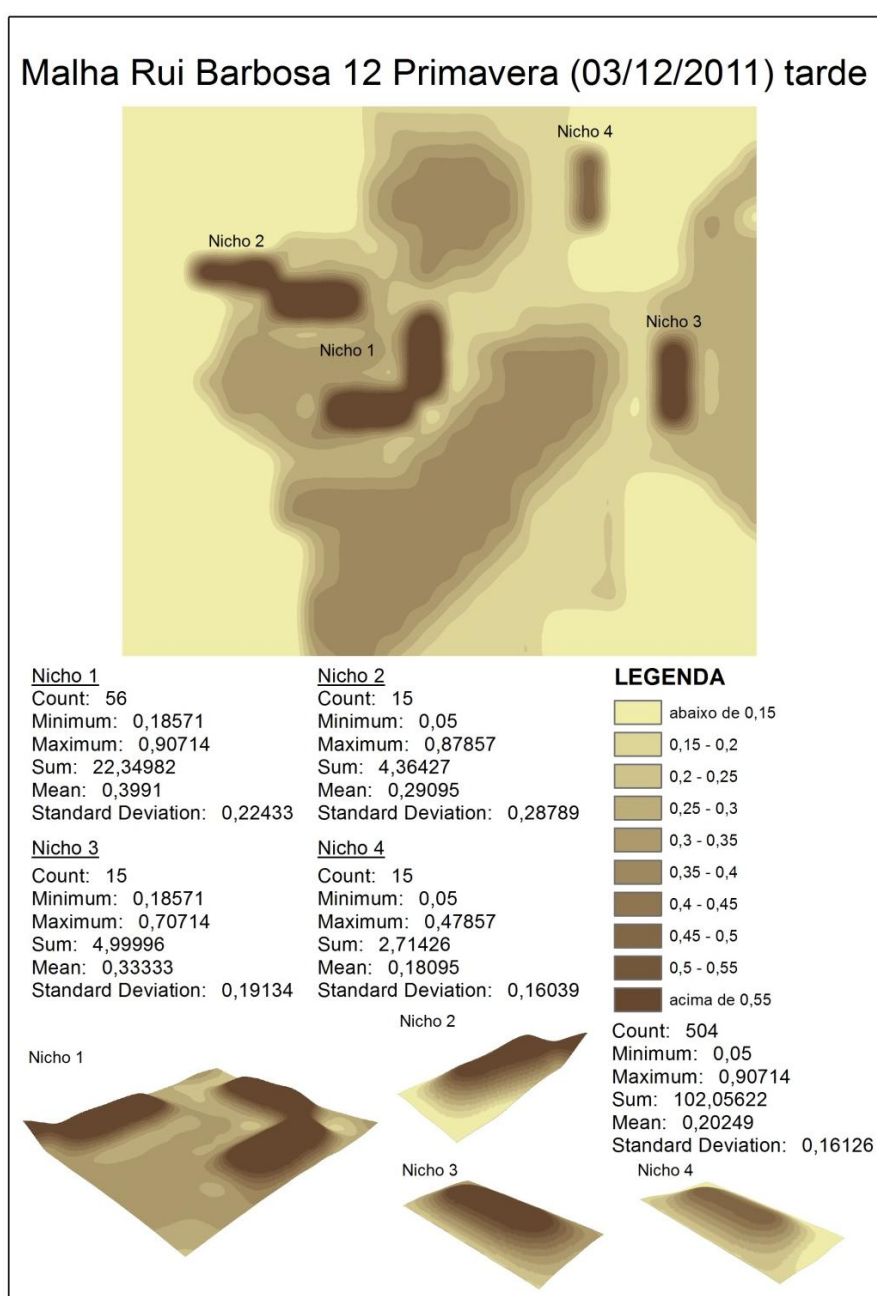 Malha Rui Barbosa 12 Primavera (03/12/2011) tarde
Nicho 4
Nicho 2
Nicho 3
Nicho 1
Nicho 1
Count: 56
Minimum: 0,18571
Maximum: 0,90714
Sum: 22,34982
Mean: 0,3991
Standard Deviation: 0,22433
Nicho 2
Count: 15
Minimum: 0,05
Maximum: 0,87857
Sum: 4,36427
Mean: 0,29095
Standard Deviation: 0,28789
Nicho 3
Count: 15
Minimum: 0,18571
Maximum: 0,70714
Sum: 4,99996
Mean: 0,33333
Standard Deviation: 0,19134
Nicho 4
Count: 15
Minimum: 0,05
Maximum: 0,47857
Sum: 2,71426
Mean: 0,18095
Standard Deviation: 0,16039
LEGENDA
abaixo de 0,15
0,15 - 0,2
0,2 - 0,25
0,25 - 0,3
0,3 - 0,35
0,35 - 0,4
0,4 - 0,45
0,45 - 0,5
0,5 - 0,55
acima de 0,55
Count: 504
Minimum: 0,05
Maximum: 0,90714
Sum: 102,05622
Mean: 0,20249
Standard Deviation: 0,16126
Nicho 1
Nicho 2
Nicho 3
Nicho 4